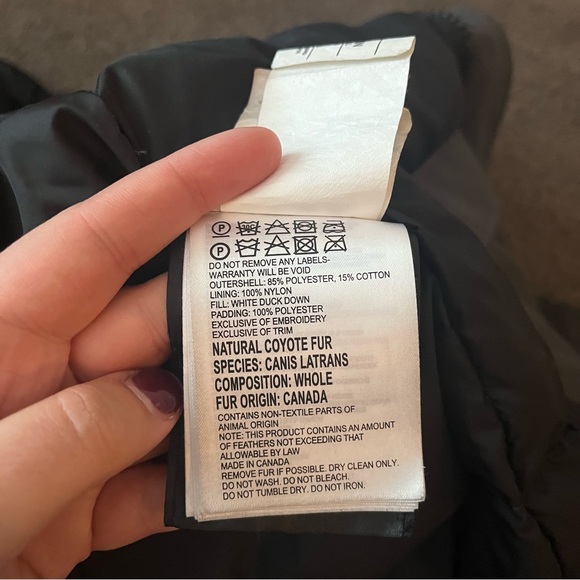 DO NOT REMOVE ANY LABELS-
WARRANTY WILL BE VOID
OUTERSHELL: 85% POLYESTER, 15% COTTON
LINING: 100% NYLON
FILL: WHITE DUCK DOWN
PADDING: 100% POLYESTER
EXCLUSIVE OF EMBROIDERY
EXCLUSIVE OF TRIM
NATURAL COYOTE FUR
SPECIES: CANIS LATRANS
COMPOSITION: WHOLE
FUR ORIGIN: CANADA
CONTAINS NON-TEXTILE PARTS OF
ANIMAL ORIGIN
NOTE: THIS PRODUCT CONTAINS AN AMOUNT
OF FEATHERS NOT EXCEEDING THAT
ALLOWABLE BY LAW
MADE IN CANADA
REMOVE FUR IF POSSIBLE. DRY CLEAN ONLY.
DO NOT WASH. DO NOT BLEACH.
DO NOT TUMBLE DRY. DO NOT IRON.